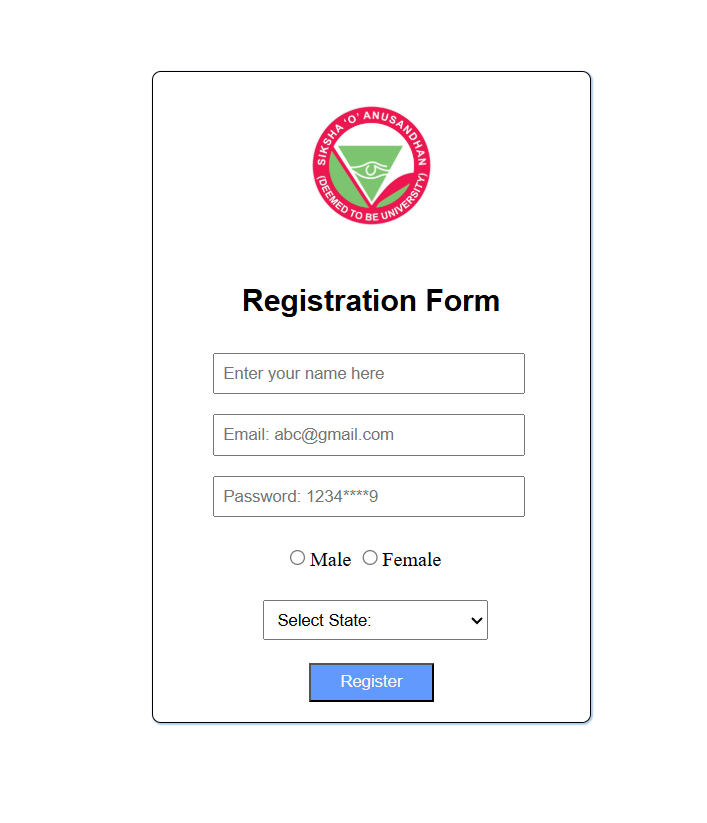 SIKSHA 'O' ANUSANDHAN
(DEEMED TO BE UNIVERSITY)
Registration Form
Enter your name here
Email: abc@gmail.com
Password: 1234****9
Male Female
Select State:
Register